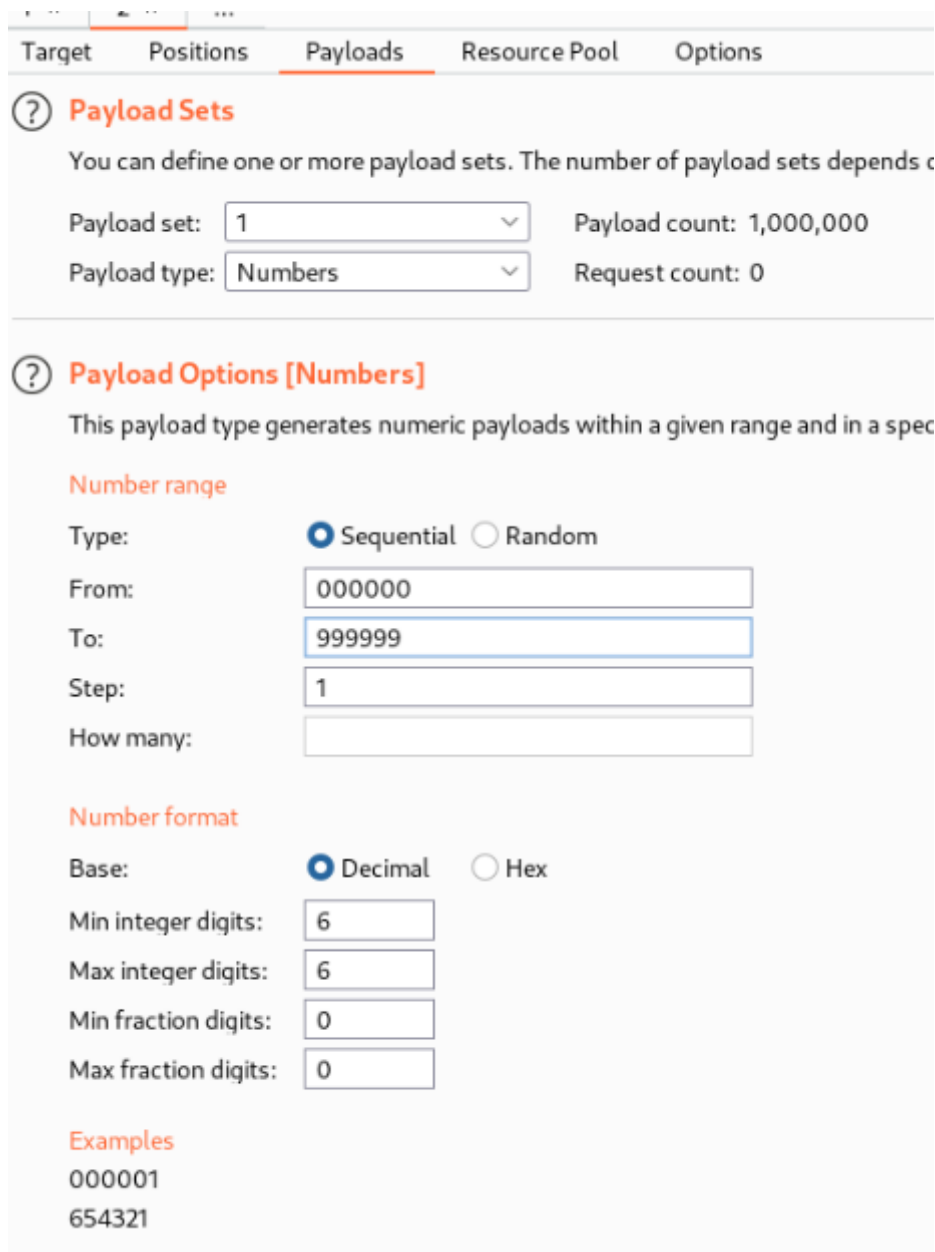 Target Positions Payloads Resource Pool Options
Payload Sets
You can define one or more payload sets. The number of payload sets depends
Payload set: 1 Payload count: 1,000,000
Payload type: Numbers Request count: 0
Payload Options [Numbers]
This payload type generates numeric payloads within a given range and in a
Number range
Type: Sequential Random
From: 000000
To: 999999
Step: 1
How many:
Number format
Base: Decimal Hex
Min integer digits: 6
Max integer digits: 6
Min fraction digits: 0
Max fraction digits: 0
Examples
000001
654321